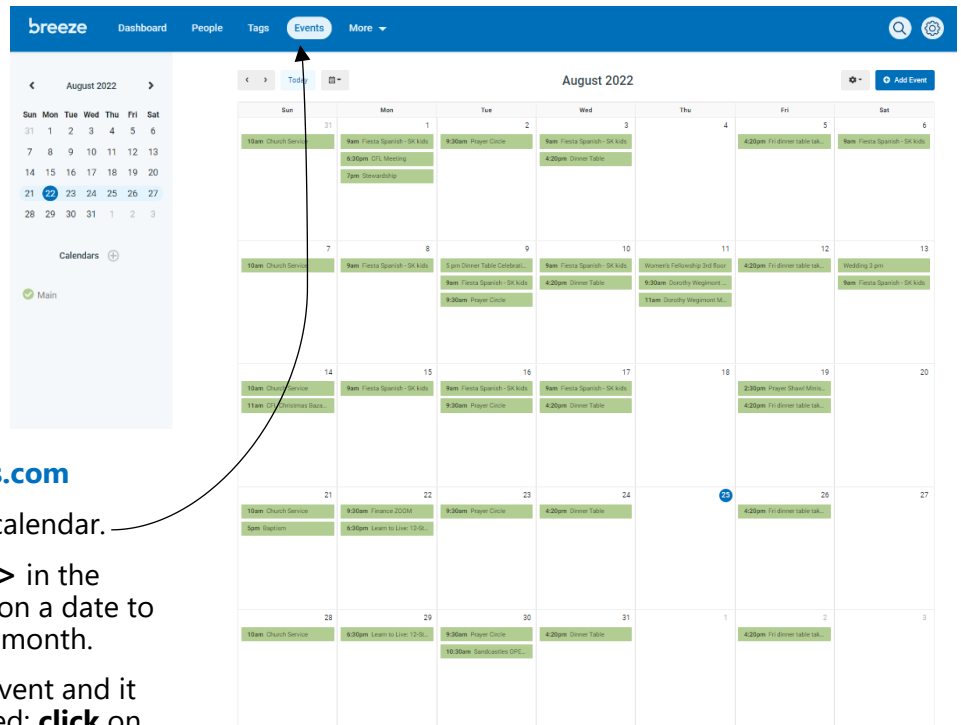 breeze Dashboard People Tags Events More
August 2022
Sun Mon Tue Wed Thu Fri Sat
31 1 2 3 4 5 6
7 8 9 10 11 12 13
14 15 16 17 18 19 20
21 22 23 24 25 26 27
28 29 30 31 1 2 3
Calendars
Main
Today August 2022 Add Event
Sun Mon Tue Wed Thu Fri Sat
31 1 2 3 4 5 6
10am Church Service 9am Fiesta Spanish - SK kids 9:30am Prayer Circle 9am Fiesta Spanish - SK kids 4:20pm Fri dinner table tak... 9am Fiesta Spanish - SK kids
6:30pm CFL Meeting 4:20pm Dinner Table
7pm Stewardship
7 8 9 10 11 12 13
10am Church Service 9am Fiesta Spanish - SK kids 5 pm Dinner Table Celebrati... 9am Fiesta Spanish - SK kids Women's Fellowship 3rd floor 4:20pm Fri dinner table tak... Wedding 3 pm
9am Fiesta Spanish - SK kids 4:20pm Dinner Table 9:30am Dorothy Wegimont ... 9am Fiesta Spanish - SK kids
9:30am Prayer Circle 11am Dorothy Wegimont M...
14 15 16 17 18 19 20
10am Church Service 9am Fiesta Spanish - SK kids 9am Fiesta Spanish - SK kids 9am Fiesta Spanish - SK kids 2:30pm Prayer Shawl Minis...
11am CFL Christmas Baza... 9:30am Prayer Circle 4:20pm Dinner Table 4:20pm Fri dinner table tak...
21 22 23 24 25 26 27
10am Church Service 9:30am Finance ZOOM 9:30am Prayer Circle 4:20pm Dinner Table 4:20pm Fri dinner table tak...
5pm Baptism 6:30pm Learn to Live: 12-St...
28 29 30 31 1 2 3
10am Church Service 6:30pm Learn to Live: 12-St... 9:30am Prayer Circle 4:20pm Dinner Table 4:20pm Fri dinner table tak...
10:30am Sandcastles OPE...
s.com
calendar.
> in the
on a date to
month.
vent and it
ed; click on